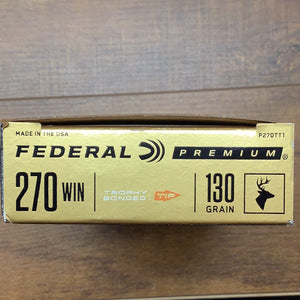 MADE IN THE USA
P270TT1
FEDERAL PREMIUM®
270 WIN
TROPHY
BONDED TIP
130
GRAIN